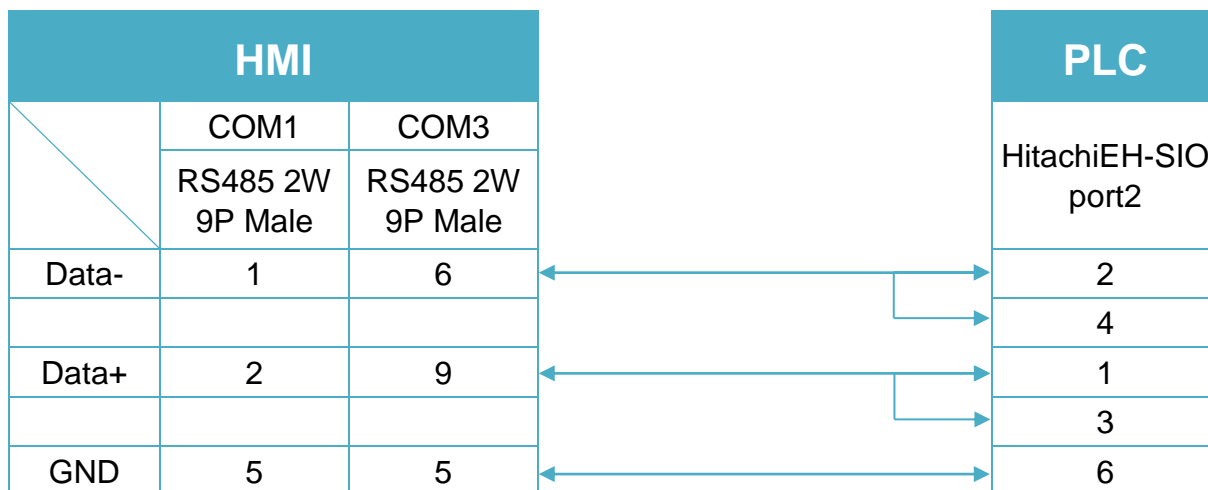 HMI PLC
COM1 COM3
HitachiEH-SIO
port2
RS485 2W
9P Male
RS485 2W
9P Male
Data- 1 6 2
4
Data+ 2 9 1
3
GND 5 5 6